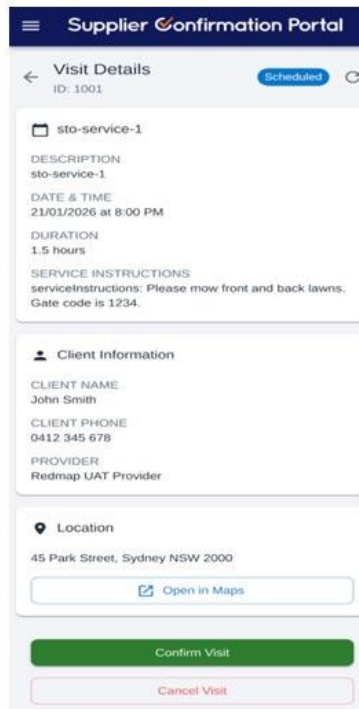 Supplier Confirmation Portal
Visit Details
ID: 1001
Scheduled
sto-service-1
DESCRIPTION
sto-service-1
DATE & TIME
21/01/2026 at 8:00 PM
DURATION
1.5 hours
SERVICE INSTRUCTIONS
serviceInstructions: Please mow front and back lawns.
Gate code is 1234.
Client Information
CLIENT NAME
John Smith
CLIENT PHONE
0412 345 678
PROVIDER
Redmap UAT Provider
Location
45 Park Street, Sydney NSW 2000
Open in Maps
Confirm Visit
Cancel Visit